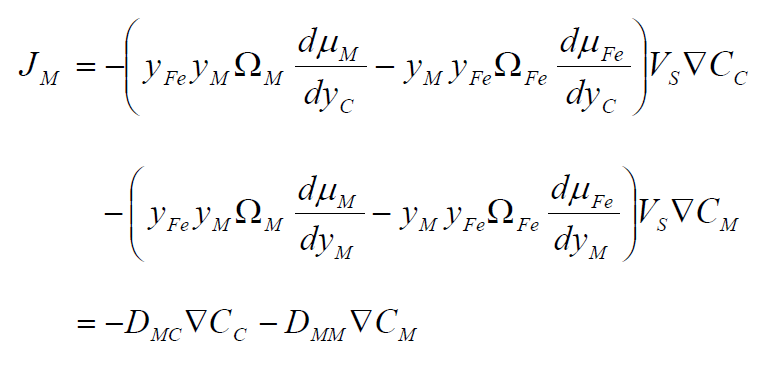 J_M = -( y_Fe y_M Ω_M dμ_M/dy_C - y_M y_Fe Ω_Fe dμ_Fe/dy_C ) V_S ∇C_C
-( y_Fe y_M Ω_M dμ_M/dy_M - y_M y_Fe Ω_Fe dμ_Fe/dy_M ) V_S ∇C_M
= -D_MC ∇C_C - D_MM ∇C_M